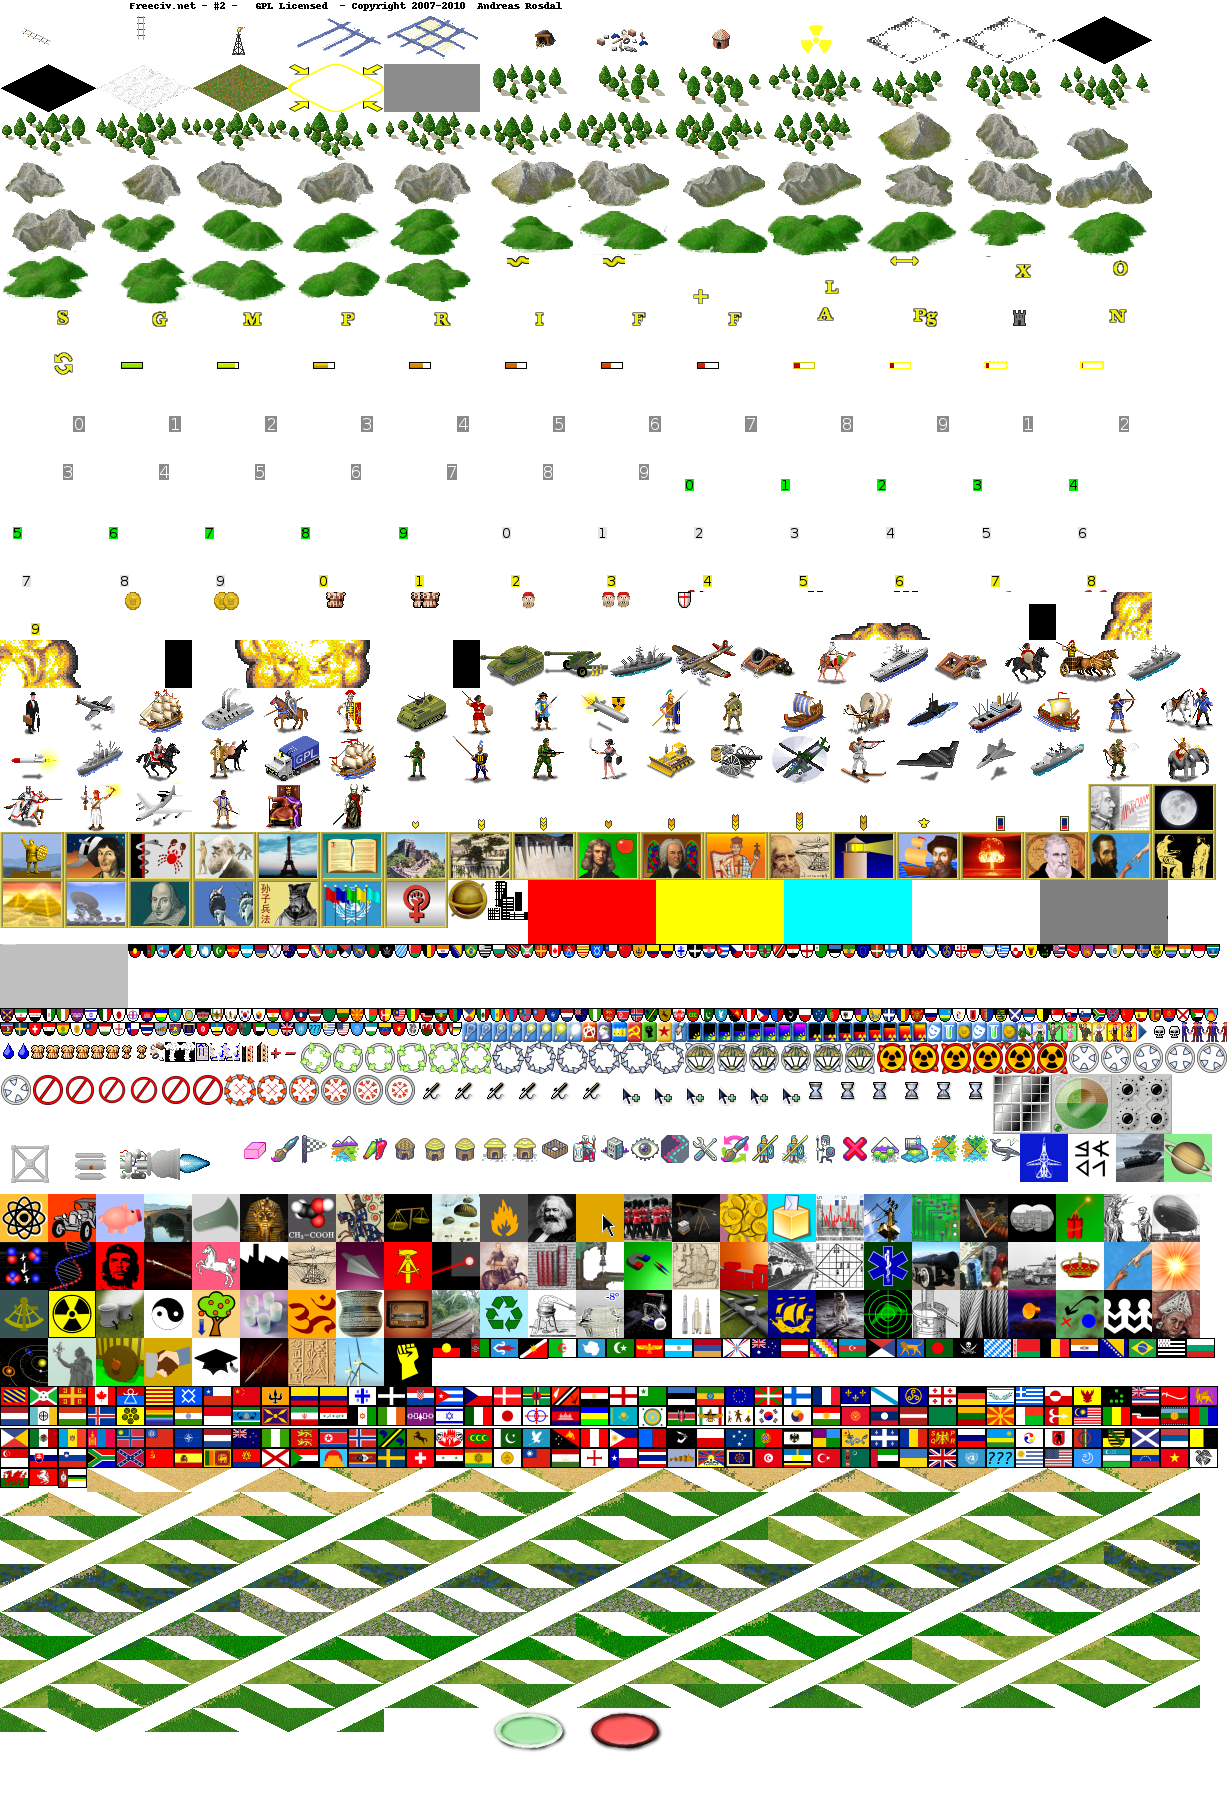 Freeciv.net - #2 - GPL Licensed - Copyright 2007-2010 Andreas Rosdal
X O
L
S G M P R I F + F A Pg N
0 1 2 3 4 5 6 7 8 9 1 2
3 4 5 6 7 8 9
0 1 2 3 4
5 6 7 8 9 0 1 2 3 4 5 6
7 8 9 0 1 2 3 4 5 6 7 8
9
GPL
孙子兵法
CH3-COOH
-8°
???